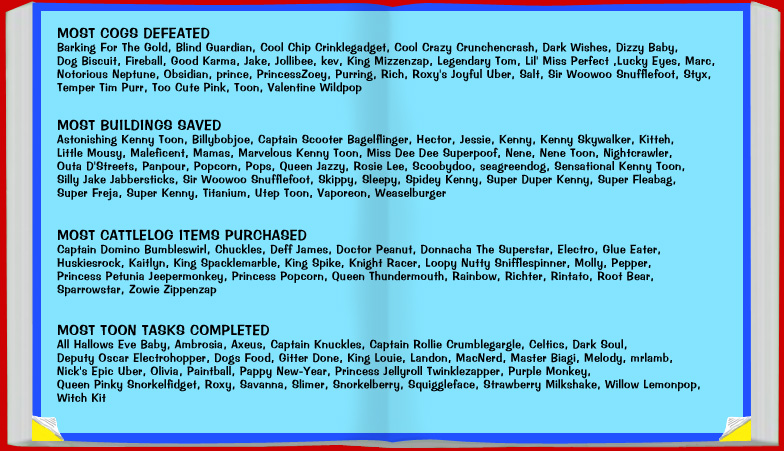 MOST COGS DEFEATED
Barking For The Gold, Blind Guardian, Cool Chip Crinklegadget, Cool Crazy Crunchencrash, Dark Wishes, Dizzy Baby,
Dog Biscuit, Fireball, Good Karma, Jake, Jollibee, kev, King Mizzenzap, Legendary Tom, Lil' Miss Perfect ,Lucky Eyes, Marc,
Notorious Neptune, Obsidian, prince, PrincessZoey, Purring, Rich, Roxy's Joyful Uber, Salt, Sir Woowoo Snufflefoot, Styx,
Temper Tim Purr, Too Cute Pink, Toon, Valentine Wildpop
MOST BUILDINGS SAVED
Astonishing Kenny Toon, Billybobjoe, Captain Scooter Bagelflinger, Hector, Jessie, Kenny, Kenny Skywalker, Kitteh,
Little Mousy, Maleficent, Mamas, Marvelous Kenny Toon, Miss Dee Dee Superpoof, Nene, Nene Toon, Nightcrawler,
Outa D'Streets, Panpour, Popcorn, Pops, Queen Jazzy, Rosie Lee, Scoobydoo, seagreendog, Sensational Kenny Toon,
Silly Jake Jabbersticks, Sir Woowoo Snufflefoot, Skippy, Sleepy, Spidey Kenny, Super Duper Kenny, Super Fleabag,
Super Freja, Super Kenny, Titanium, Utep Toon, Vaporeon, Weaselburger
MOST CATTLELOG ITEMS PURCHASED
Captain Domino Bumbleswirl, Chuckles, Deff James, Doctor Peanut, Donnacha The Superstar, Electro, Glue Eater,
Huskiesrock, Kaitlyn, King Spacklemarble, King Spike, Knight Racer, Loopy Nutty Snifflespinner, Molly, Pepper,
Princess Petunia Jeepermonkey, Princess Popcorn, Queen Thundermouth, Rainbow, Richter, Rintato, Root Bear,
Sparrowstar, Zowie Zippenzap
MOST TOON TASKS COMPLETED
All Hallows Eve Baby, Ambrosia, Axeus, Captain Knuckles, Captain Rollie Crumblegargle, Celtics, Dark Soul,
Deputy Oscar Electrohopper, Dogs Food, Gitter Done, King Louie, Landon, MacNerd, Master Biagi, Melody, mrlamb,
Nick's Epic Uber, Olivia, Paintball, Pappy New-Year, Princess Jellyroll Twinklezapper, Purple Monkey,
Queen Pinky Snorkelfidget, Roxy, Savanna, Slimer, Snorkelberry, Squiggleface, Strawberry Milkshake, Willow Lemonpop,
Witch Kit